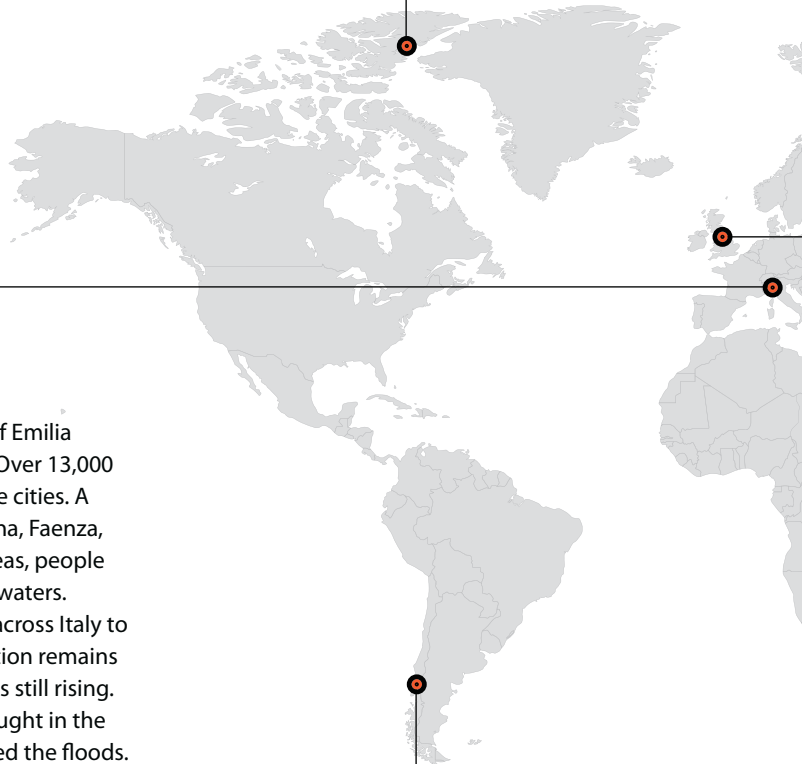 f Emilia
Over 13,000
e cities. A
na, Faenza,
eas, people
waters.
across Italy to
tion remains
s still rising.
ught in the
ed the floods.